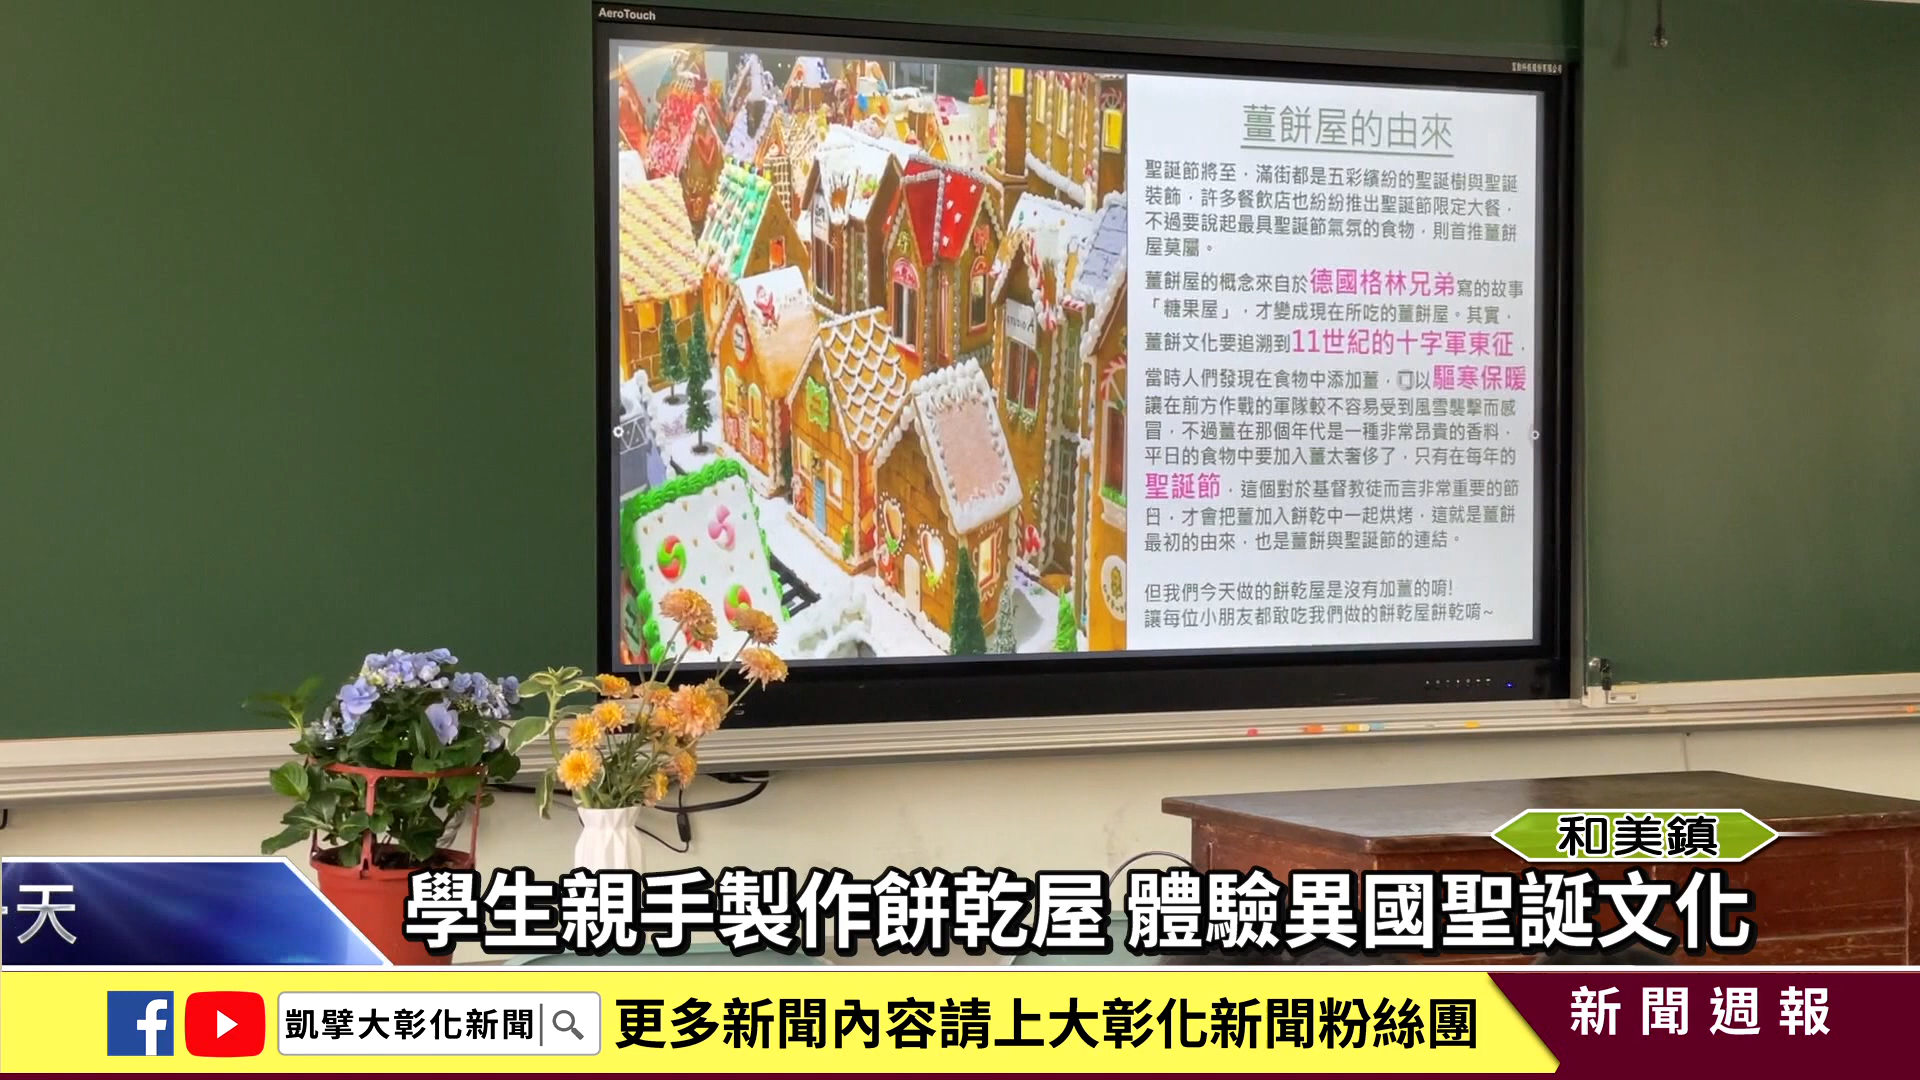 AeroTouch
薑餅屋的由來
聖誕節將至，滿街都是五彩繽紛的聖誕樹與聖誕
裝飾，許多餐飲店也紛紛推出聖誕節限定大餐，
不過要說起最具聖誕節氣氛的食物，則首推薑餅
屋莫屬。
薑餅屋的概念來自於德國格林兄弟寫的故事
「糖果屋」，才變成現在所吃的薑餅屋。其實，
薑餅文化要追溯到11世紀的十字軍東征，
當時人們發現在食物中添加薑，可以驅寒保暖
讓在前方作戰的軍隊較不容易受到風雪襲擊而感
冒，不過薑在那個年代是一種非常昂貴的香料，
平日的食物中要加入薑太奢侈了，只有在每年的
聖誕節，這個對於基督教徒而言非常重要的節
日，才會把薑加入餅乾中一起烘烤，這就是薑餅
最初的由來，也是薑餅與聖誕節的連結。
但我們今天做的餅乾屋是沒有加薑的唷!
讓每位小朋友都敢吃我們做的餅乾屋餅乾唷~
STUDIO A
和美鎮
天
學生親手製作餅乾屋 體驗異國聖誕文化
凱擘大彰化新聞
更多新聞內容請上大彰化新聞粉絲團
新聞週報